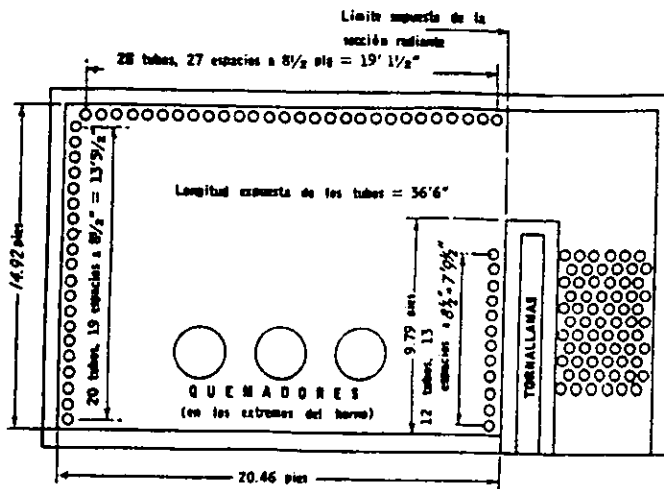 Límite supuesto de la
sección radiante
28 tubos, 27 espacios a 8½ plg = 19' 1½"
14.92 pies
20 tubos, 19 espacios a 8½" = 13'5½"
Longitud expuesta de los tubos = 36'6"
9.79 pies
12 tubos, 13
espacios a 8½" = 7'9½"
TORNALLAMAS
QUEMADORES
(en los extremos del horno)
20.46 pies